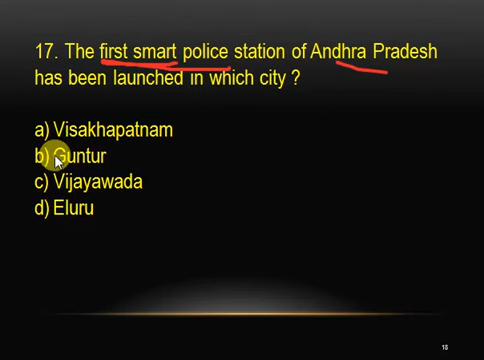 17. The first smart police station of Andhra Pradesh
has been launched in which city ?
a) Visakhapatnam
b) Guntur
c) Vijayawada
d) Eluru
18